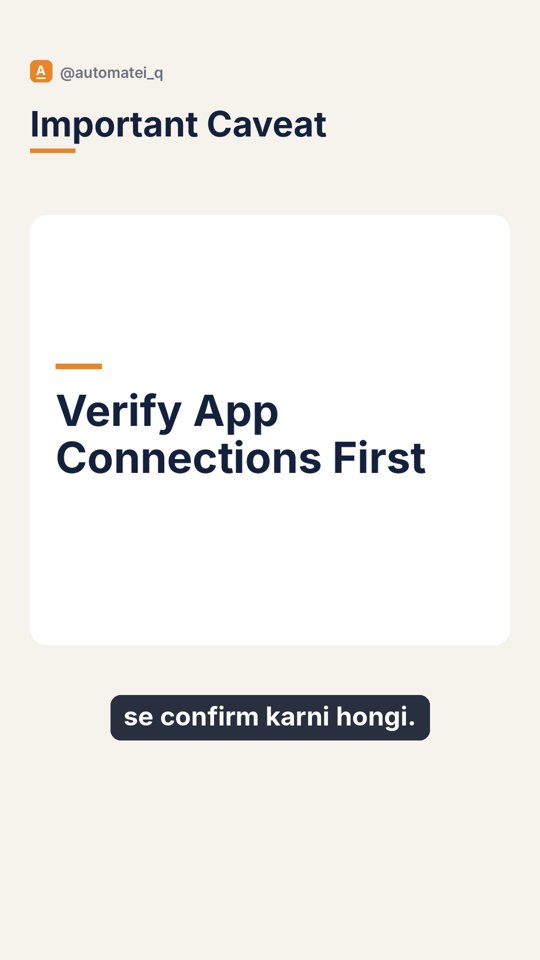 A
@automatei_q
Important Caveat
Verify App
Connections First
se confirm karni hongi.